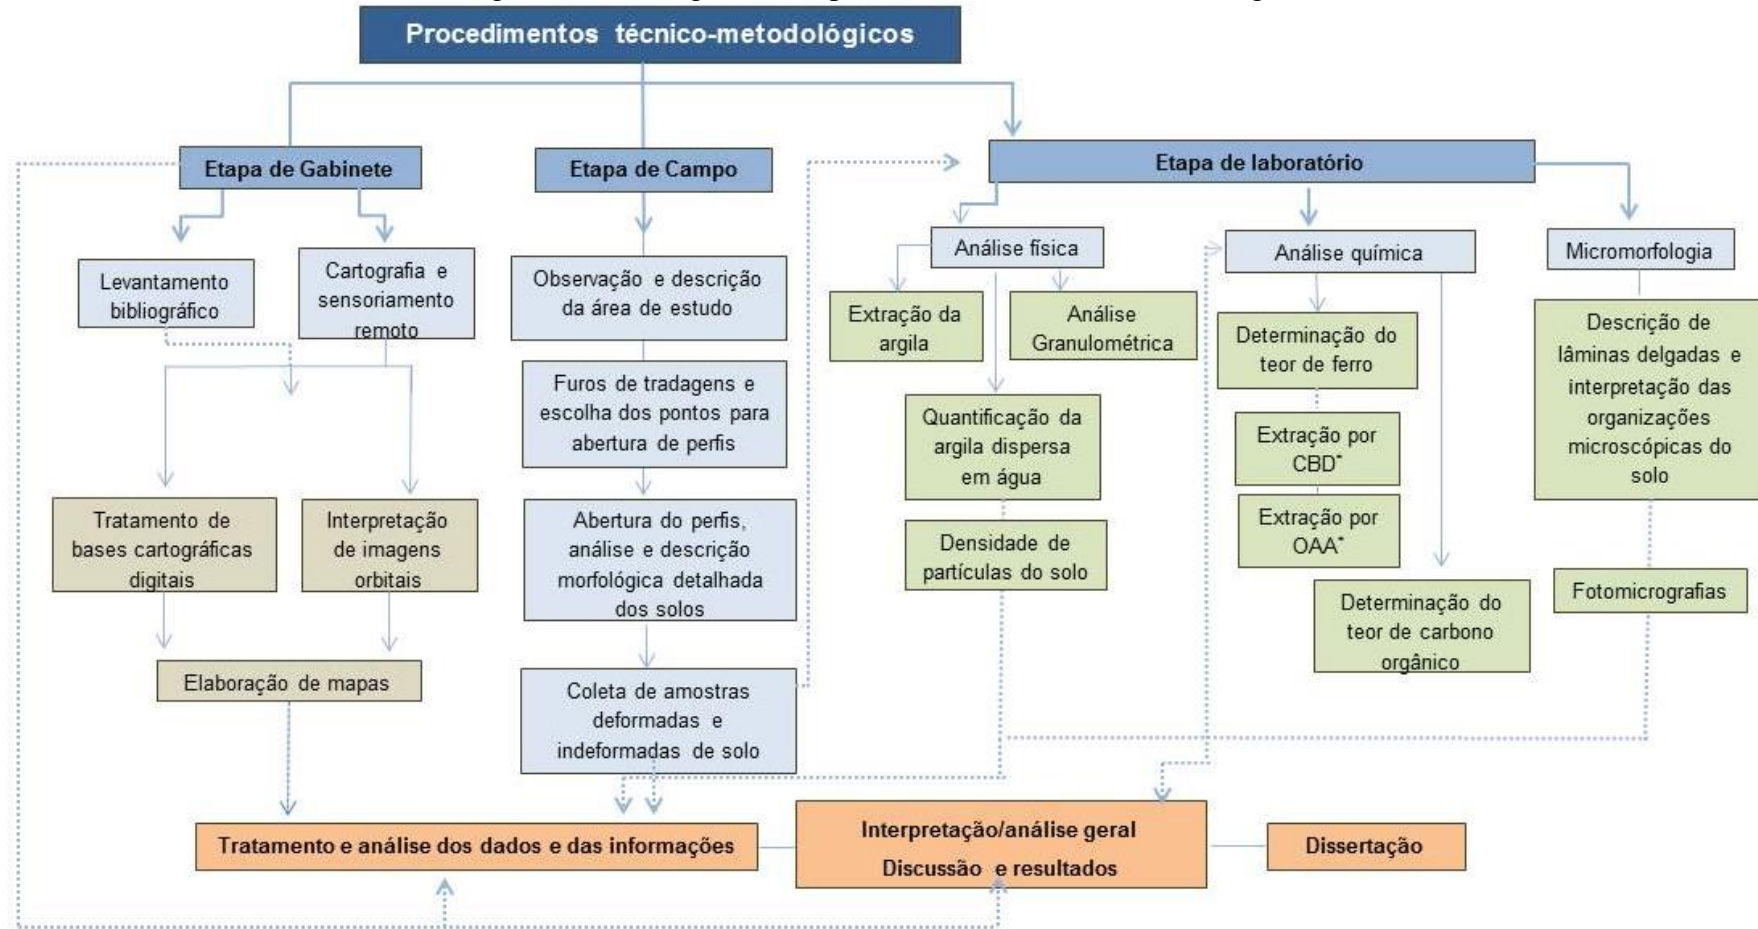 Procedimentos técnico-metodológicos
Etapa de Gabinete
Etapa de Campo
Etapa de laboratório
Levantamento
bibliográfico
Cartografia e
sensoriamento
remoto
Tratamento de
bases cartográficas
digitais
Interpretação
de imagens
orbitais
Elaboração de mapas
Observação e descrição
da área de estudo
Furos de tradagens e
escolha dos pontos para
abertura de perfis
Abertura do perfis,
análise e descrição
morfológica detalhada
dos solos
Coleta de amostras
deformadas e
indeformadas de solo
Análise física
Extração da
argila
Análise
Granulométrica
Quantificação da
argila dispersa
em água
Densidade de
partículas do solo
Análise química
Determinação do
teor de ferro
Extração por
CBD*
Extração por
OAA*
Determinação do
teor de carbono
orgânico
Micromorfologia
Descrição de
lâminas delgadas e
interpretação das
organizações
microscópicas do
solo
Fotomicrografias
Tratamento e análise dos dados e das informações
Interpretação/análise geral
Discussão e resultados
Dissertação